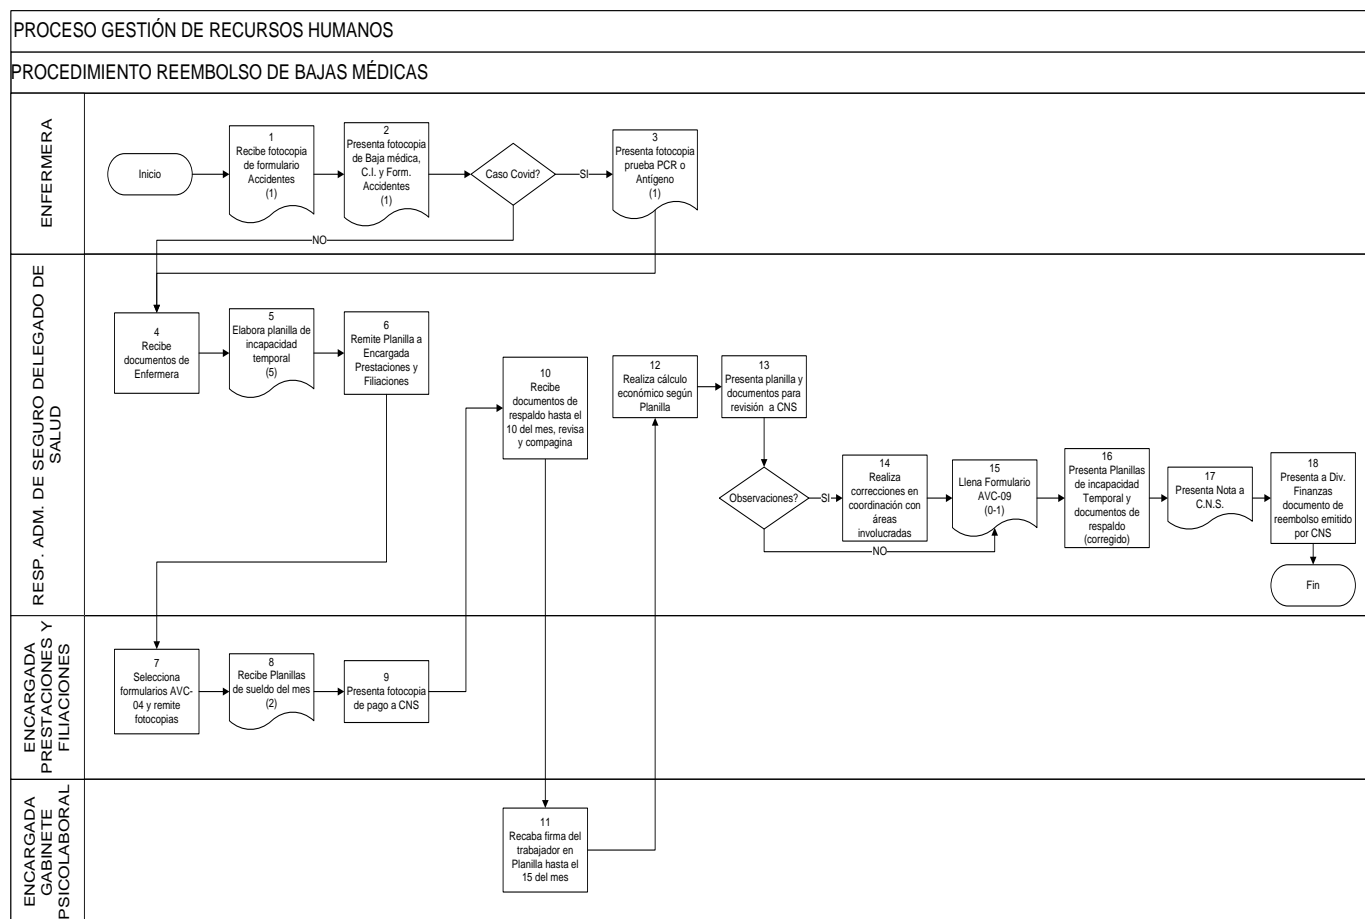 PROCESO GESTIÓN DE RECURSOS HUMANOS
PROCEDIMIENTO REEMBOLSO DE BAJAS MÉDICAS
ENFERMERA
Inicio
1
Recibe fotocopia
de formulario
Accidentes
(1)
2
Presenta fotocopia
de Baja médica,
C.I. y Form.
Accidentes
(1)
Caso Covid?
SI
3
Presenta fotocopia
prueba PCR o
Antígeno
(1)
NO
RESP. ADM. DE SEGURO DELEGADO DE
SALUD
4
Recibe
documentos de
Enfermera
5
Elabora planilla de
incapacidad
temporal
(5)
6
Remite Planilla a
Encargada
Prestaciones y
Filiaciones
10
Recibe
documentos de
respaldo hasta el
10 del mes, revisa
y compagina
12
Realiza cálculo
económico según
Planilla
13
Presenta planilla y
documentos para
revisión a CNS
Observaciones?
SI
14
Realiza
correcciones en
coordinación con
áreas
involucradas
15
Llena Formulario
AVC-09
(0-1)
NO
16
Presenta Planillas
de incapacidad
Temporal y
documentos de
respaldo
(corregido)
17
Presenta Nota a
C.N.S.
18
Presenta a Div.
Finanzas
documento de
reembolso emitido
por CNS
Fin
ENCARGADA
PRESTACIONES Y
FILIACIONES
7
Selecciona
formularios AVC-
04 y remite
fotocopias
8
Recibe Planillas
de sueldo del mes
(2)
9
Presenta fotocopia
de pago a CNS
ENCARGADA
GABINETE
PSICOLABORAL
11
Recaba firma del
trabajador en
Planilla hasta el
15 del mes